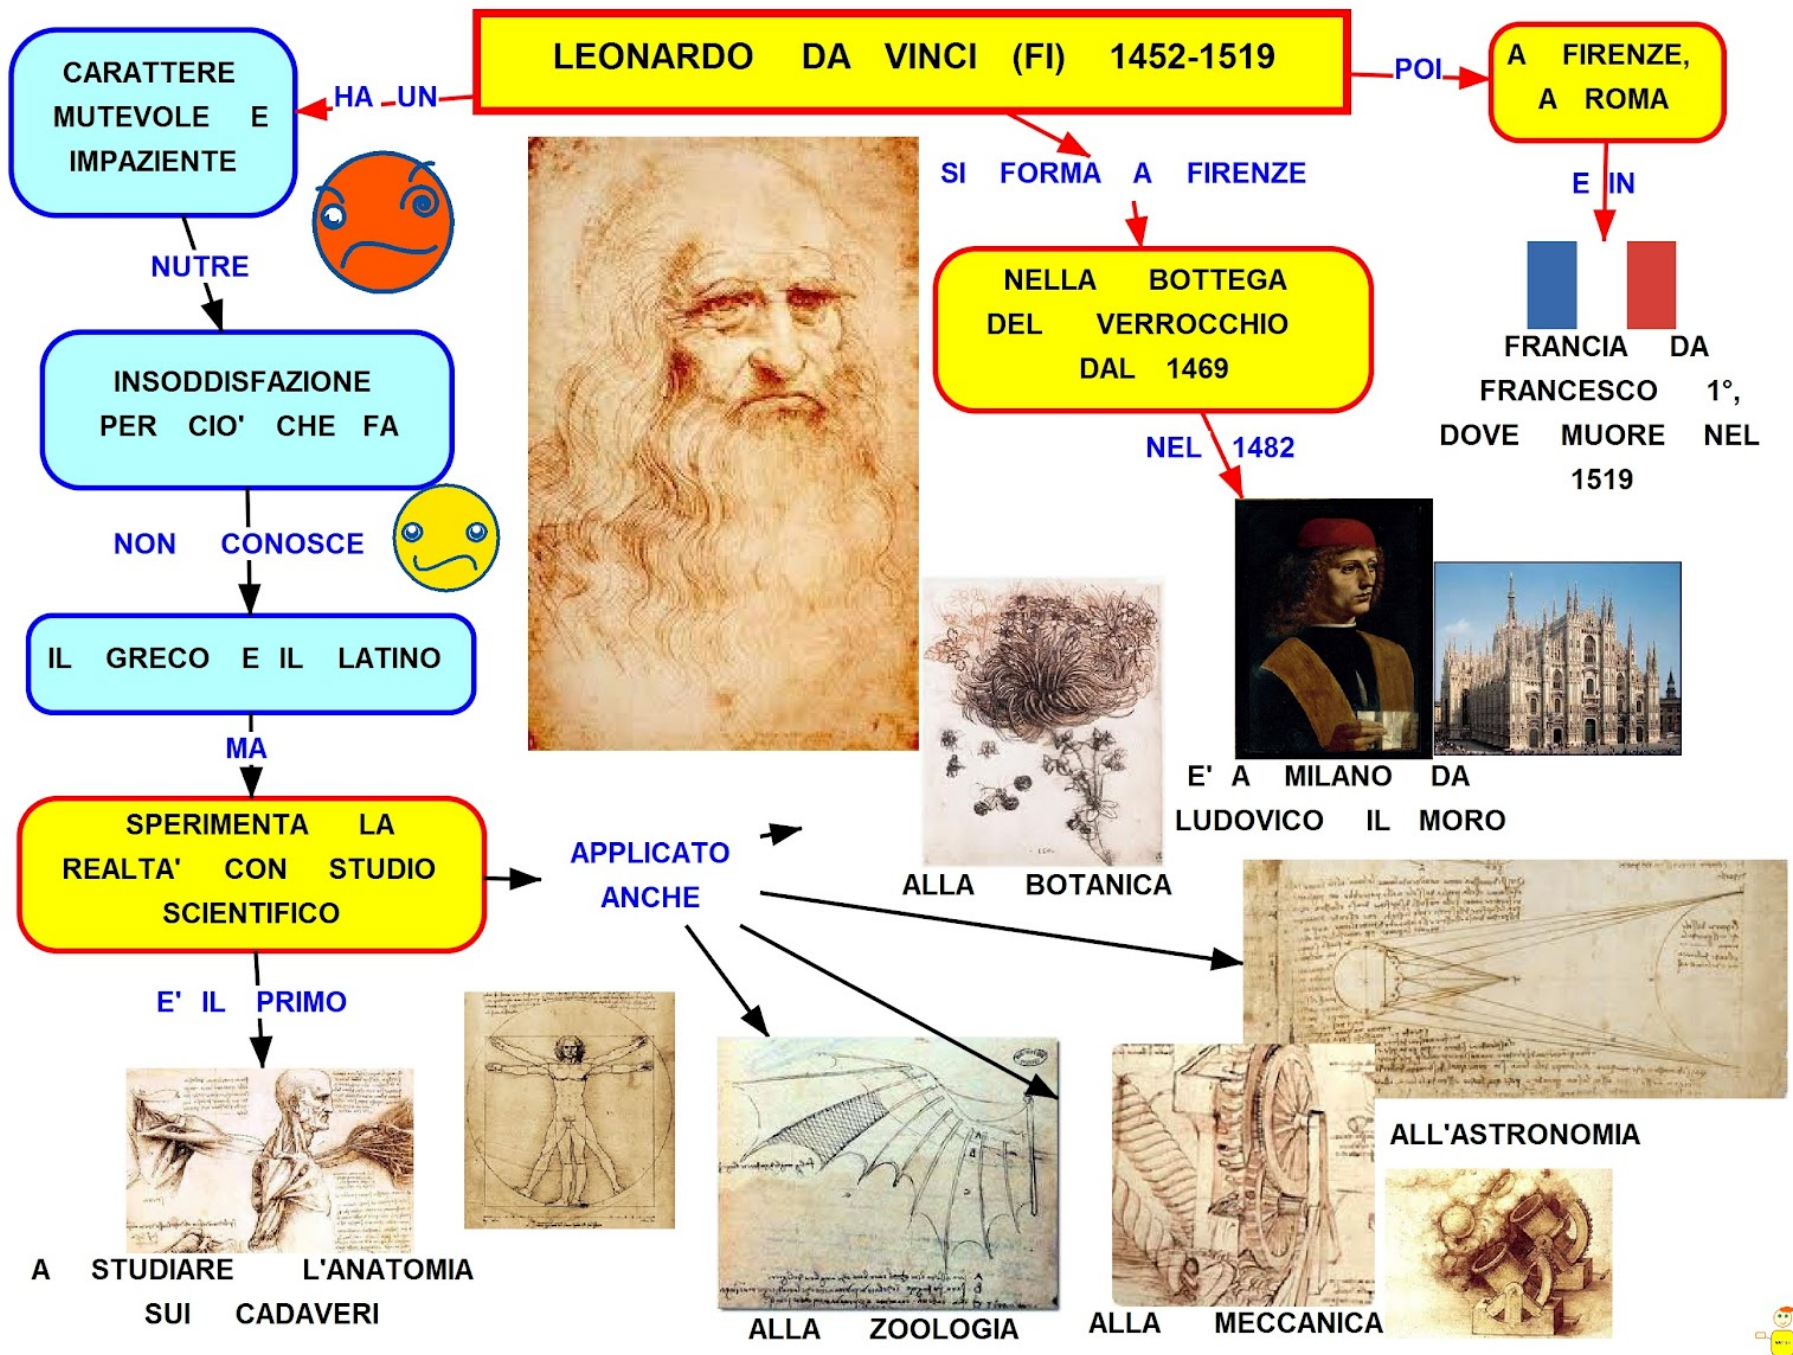 LEONARDO DA VINCI (FI) 1452-1519
HA UN
CARATTERE
MUTEVOLE E
IMPAZIENTE
NUTRE
INSODDISFAZIONE
PER CIO' CHE FA
NON CONOSCE
IL GRECO E IL LATINO
MA
SPERIMENTA LA
REALTA' CON STUDIO
SCIENTIFICO
E' IL PRIMO
A STUDIARE L'ANATOMIA
SUI CADAVERI
APPLICATO
ANCHE
ALLA BOTANICA
ALL'ASTRONOMIA
ALLA ZOOLOGIA
ALLA MECCANICA
SI FORMA A FIRENZE
NELLA BOTTEGA
DEL VERROCCHIO
DAL 1469
NEL 1482
E' A MILANO DA
LUDOVICO IL MORO
POI
A FIRENZE,
A ROMA
E IN
FRANCIA DA
FRANCESCO 1°,
DOVE MUORE NEL
1519